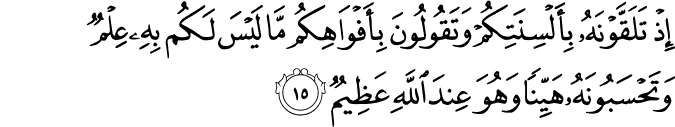 إِذْ تَلَقَّوْنَهُۥ بِأَلْسِنَتِكُمْ وَتَقُولُونَ بِأَفْوَاهِكُم مَّا لَيْسَ لَكُم بِهِۦ عِلْمٌ
وَتَحْسَبُونَهُۥ هَيِّنًا وَهُوَ عِندَ ٱللَّهِ عَظِيمٌ ١٥